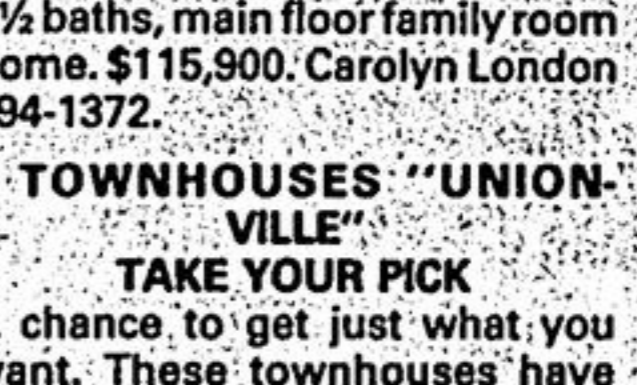 ½ baths, main floor family room
ome. $115,900. Carolyn London
94-1372.
TOWNHOUSES "UNION-
VILLE"
TAKE YOUR PICK
chance to get just what you
want. These townhouses have